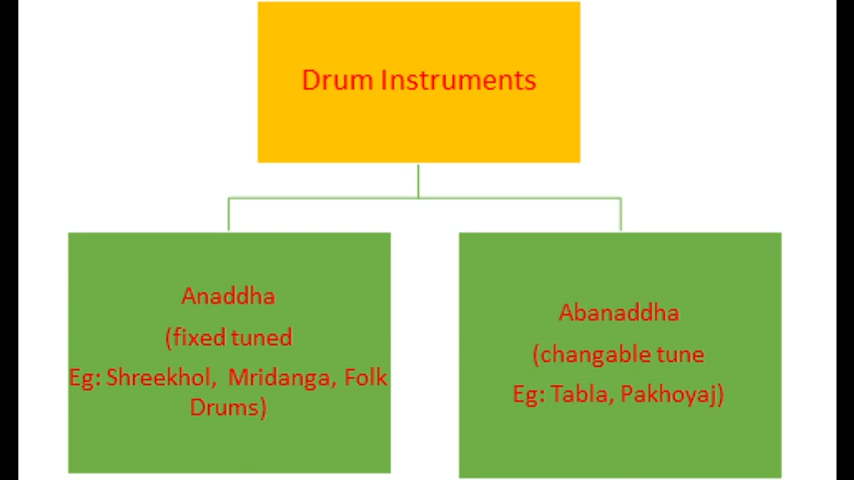 Drum Instruments
Anaddha
(fixed tuned
Eg: Shreekhol, Mridanga, Folk
Drums)
Abanaddha
(changable tune
Eg: Tabla, Pakhoyaj)